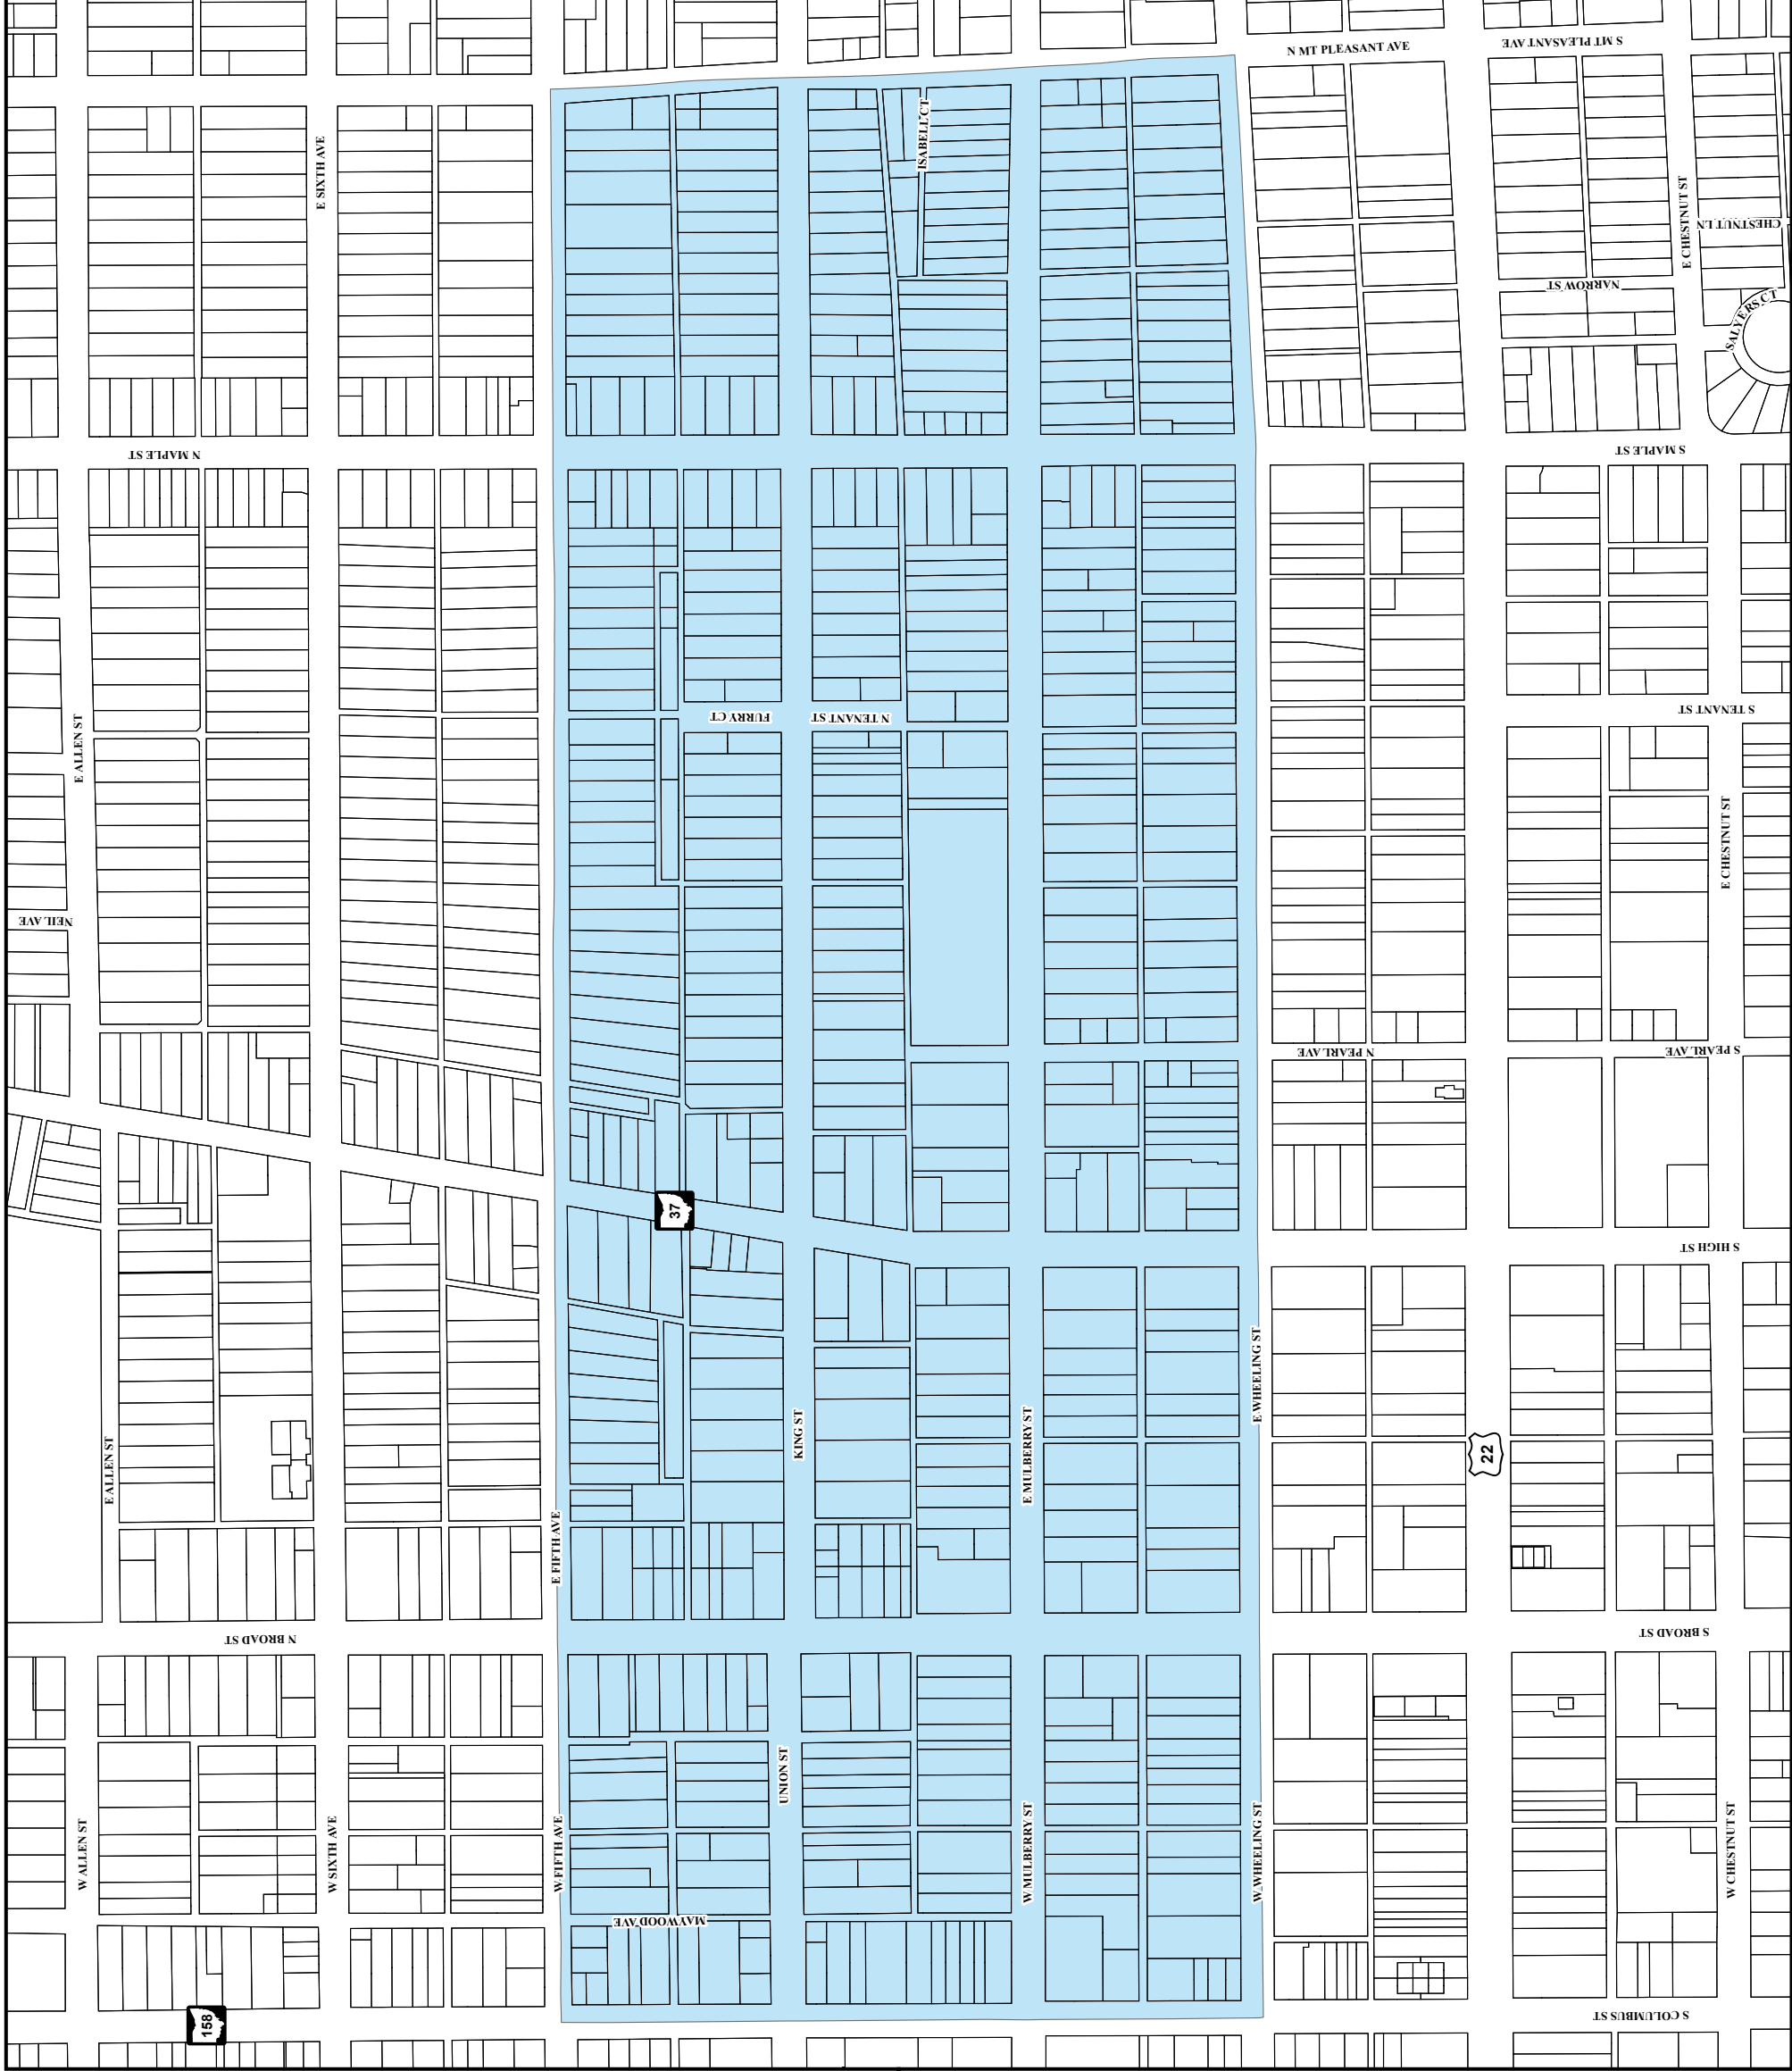 N MT PLEASANT AVE
S MT PLEASANT AVE
ISABELL CT
E SIXTH AVE
E CHESTNUT ST
CHESTNUT LN
NARROW ST
SALYERS CT
N MAPLE ST
S MAPLE ST
FURRY CT
N TENANT ST
S TENANT ST
E ALLEN ST
E CHESTNUT ST
NEIL AVE
N PEARL AVE
S PEARL AVE
37
S HIGH ST
E WHEELING ST
KING ST
E MULBERRY ST
22
E ALLEN ST
E FIFTH AVE
N BROAD ST
S BROAD ST
UNION ST
W ALLEN ST
W SIXTH AVE
W FIFTH AVE
W MULBERRY ST
W WHEELING ST
W CHESTNUT ST
MAYWOOD AVE
158
S COLUMBUS ST